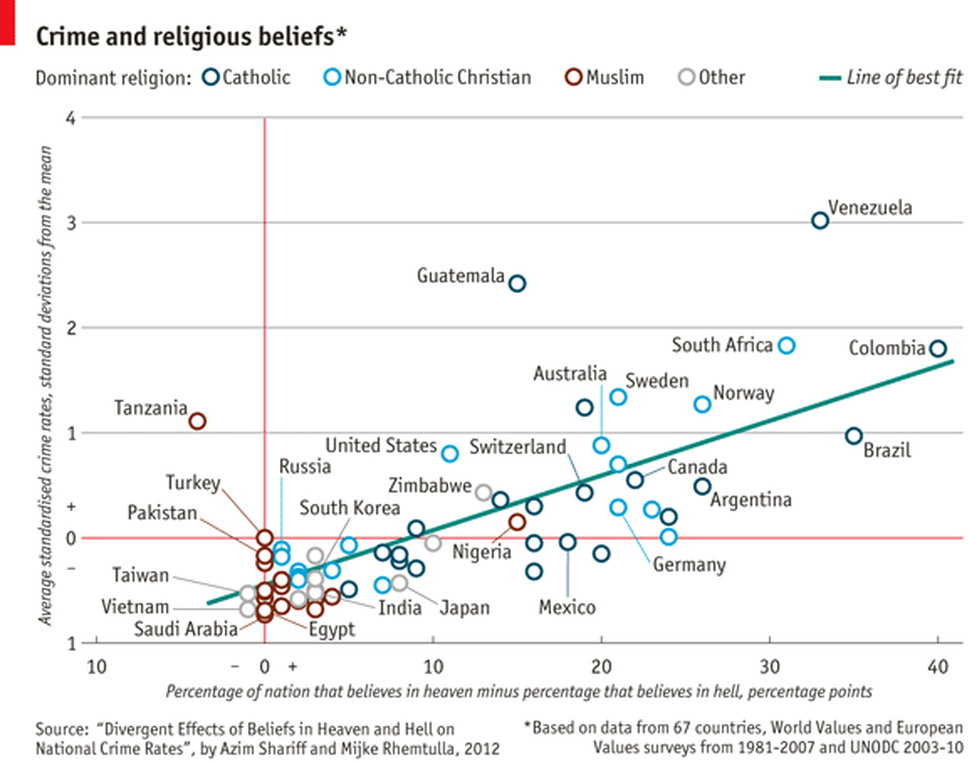 Crime and religious beliefs*
Dominant religion: Catholic Non-Catholic Christian Muslim Other Line of best fit
Average standardised crime rates, standard deviations from the mean
4
3
2
1
+
0
–
1
Venezuela
Guatemala
South Africa
Colombia
Australia
Sweden
Norway
Tanzania
United States
Switzerland
Brazil
Russia
Canada
Turkey
Zimbabwe
Argentina
South Korea
Pakistan
Nigeria
Germany
Taiwan
Vietnam
India
Japan
Mexico
Saudi Arabia
Egypt
10 – 0 + 10 20 30 40
Percentage of nation that believes in heaven minus percentage that believes in hell, percentage points
Source: “Divergent Effects of Beliefs in Heaven and Hell on
National Crime Rates”, by Azim Shariff and Mijke Rhemtulla, 2012
*Based on data from 67 countries, World Values and European
Values surveys from 1981-2007 and UNODC 2003-10